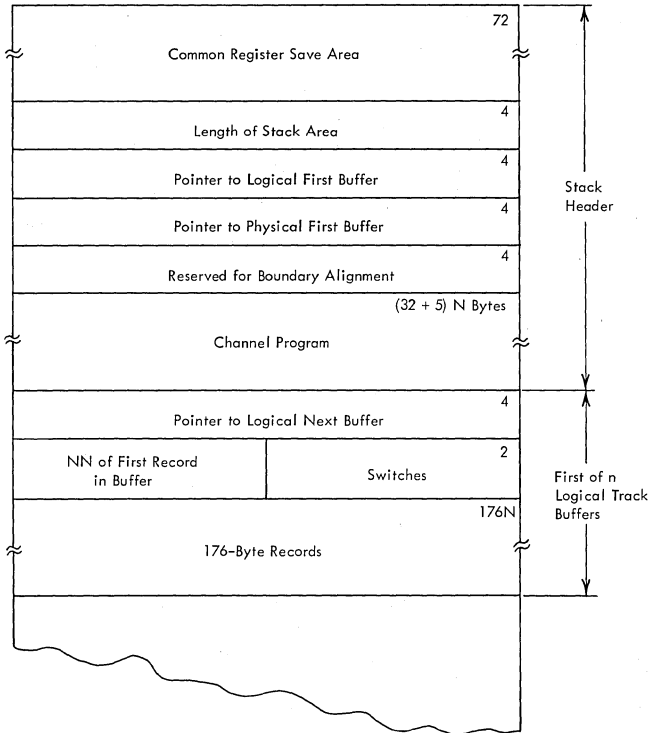 72
Common Register Save Area
4
Length of Stack Area
4
Pointer to Logical First Buffer
4
Pointer to Physical First Buffer
4
Reserved for Boundary Alignment
(32 + 5) N Bytes
Channel Program
Stack
Header
4
Pointer to Logical Next Buffer
NN of First Record
in Buffer
2
Switches
176N
176-Byte Records
First of n
Logical Track
Buffers